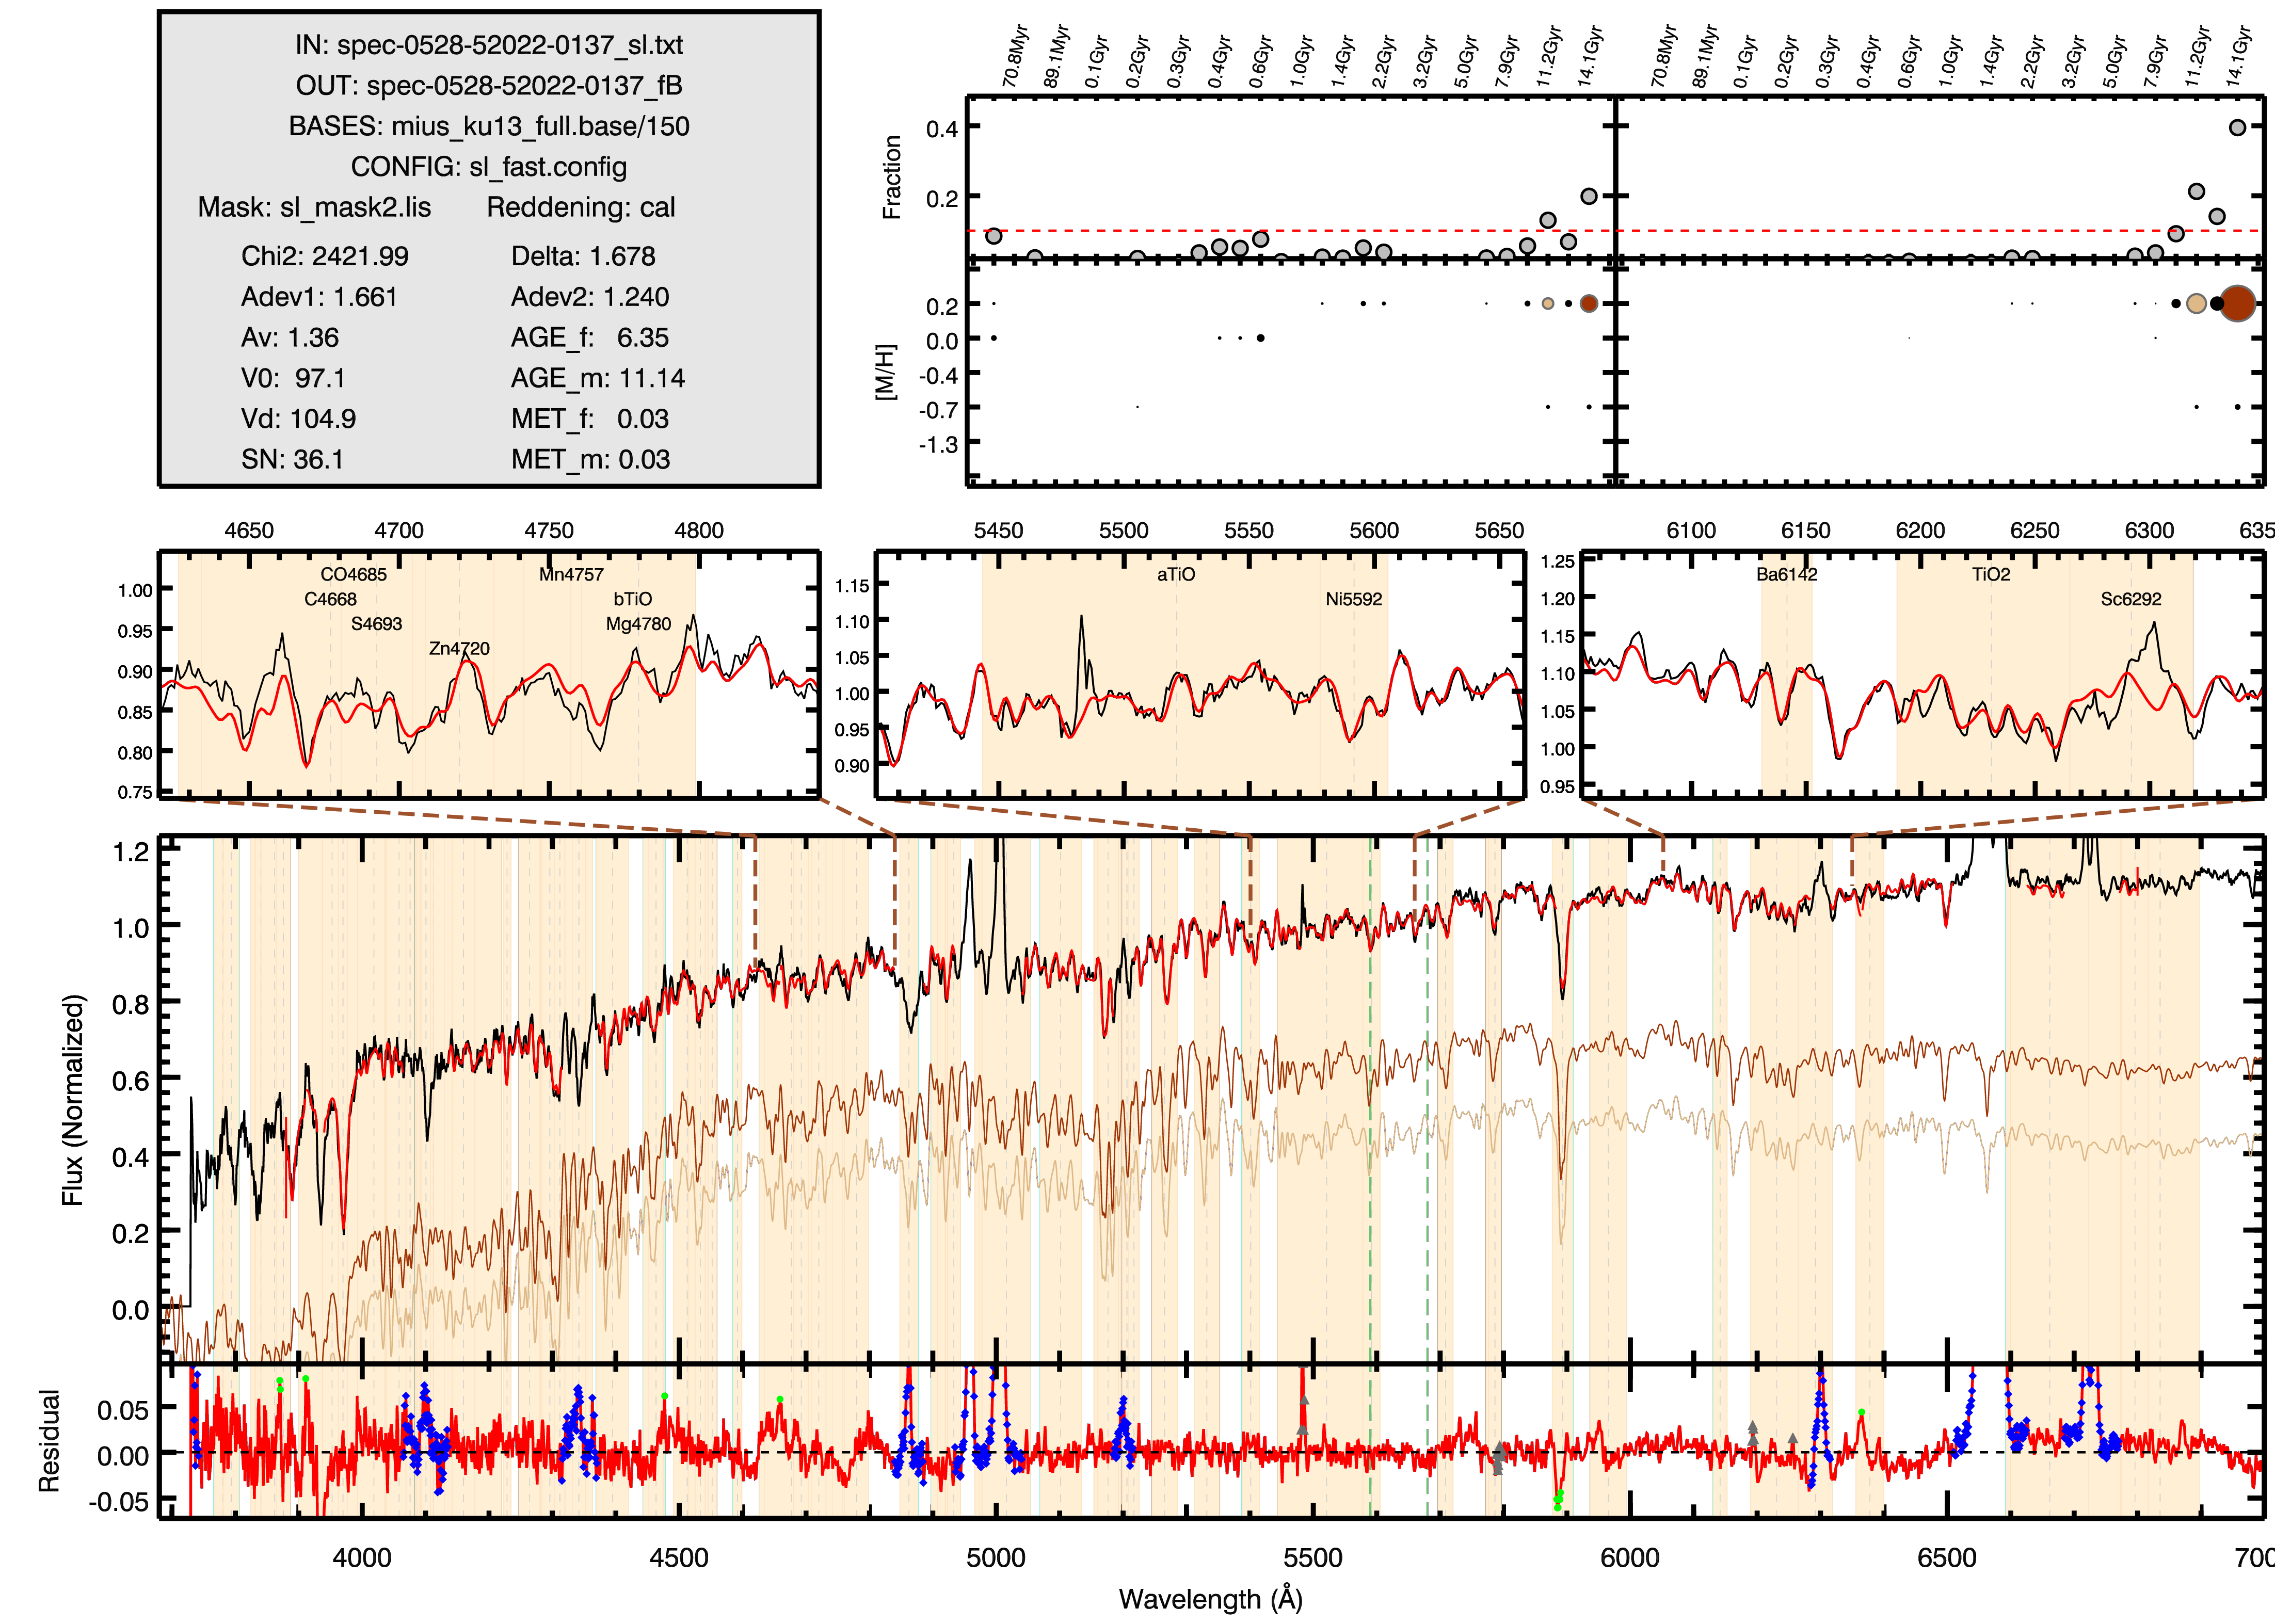 IN: spec-0528-52022-0137_sl.txt
OUT: spec-0528-52022-0137_fB
BASES: mius_ku13_full.base/150
CONFIG: sl_fast.config
Mask: sl_mask2.lis Reddening: cal
Chi2: 2421.99 Delta: 1.678
Adev1: 1.661 Adev2: 1.240
Av: 1.36 AGE_f: 6.35
V0: 97.1 AGE_m: 11.14
Vd: 104.9 MET_f: 0.03
SN: 36.1 MET_m: 0.03
70.8Myr 89.1Myr 0.1Gyr 0.2Gyr 0.3Gyr 0.4Gyr 0.6Gyr 1.0Gyr 1.4Gyr 2.2Gyr 3.2Gyr 5.0Gyr 7.9Gyr 11.2Gyr 14.1Gyr
70.8Myr 89.1Myr 0.1Gyr 0.2Gyr 0.3Gyr 0.4Gyr 0.6Gyr 1.0Gyr 1.4Gyr 2.2Gyr 3.2Gyr 5.0Gyr 7.9Gyr 11.2Gyr 14.1Gyr
Fraction
0.4
0.2
[M/H]
0.2
0.0
-0.4
-0.7
-1.3
4650 4700 4750 4800
1.00
0.95
0.90
0.85
0.80
0.75
CO4685 Mn4757
C4668 bTiO
S4693 Mg4780
Zn4720
5450 5500 5550 5600 5650
1.15
1.10
1.05
1.00
0.95
0.90
aTiO
Ni5592
6100 6150 6200 6250 6300 635
1.25
1.20
1.15
1.10
1.05
1.00
0.95
Ba6142 TiO2
Sc6292
Flux (Normalized)
1.2
1.0
0.8
0.6
0.4
0.2
0.0
Residual
0.05
0.00
-0.05
4000 4500 5000 5500 6000 6500 700
Wavelength (Å)